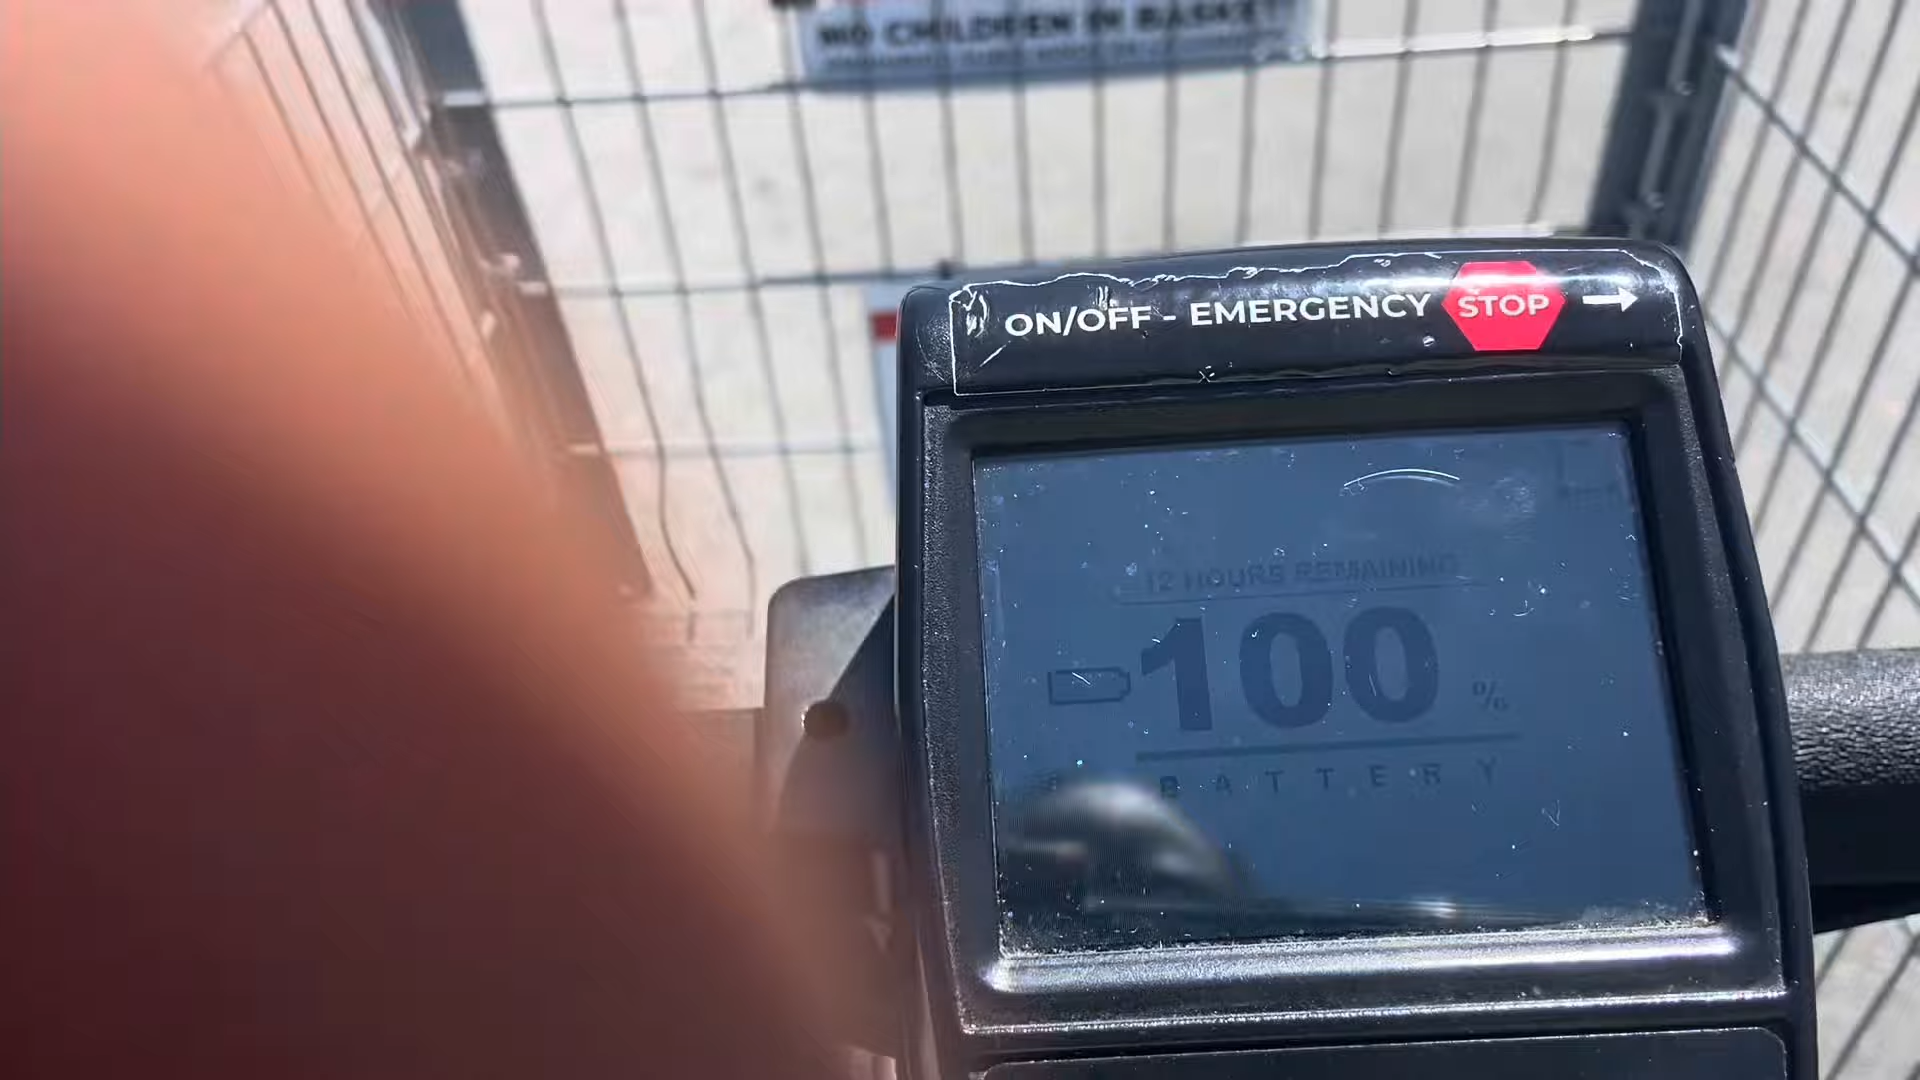 NO CHILDREN IN BASKET
ON/OFF - EMERGENCY STOP →
12 HOURS REMAINING
100 %
BATTERY